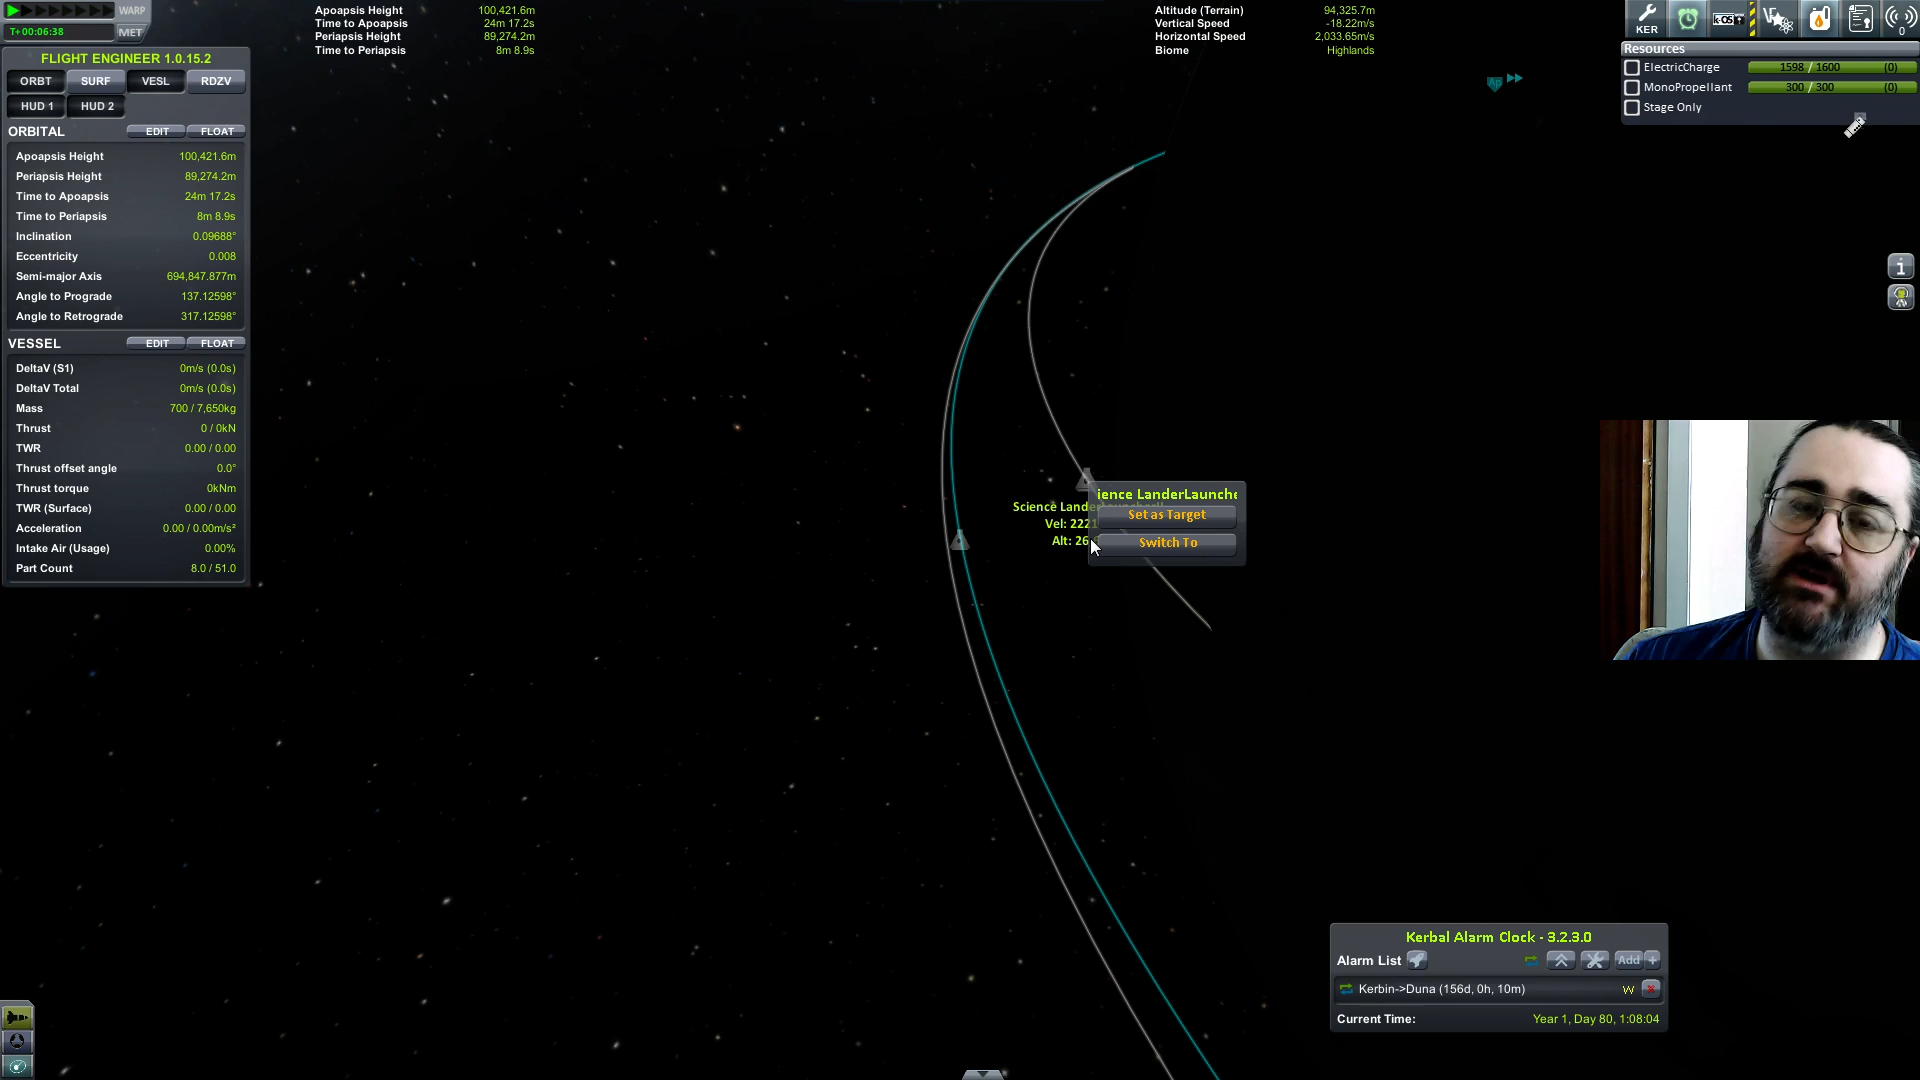 WARP
T+00:06:38
MET
FLIGHT ENGINEER 1.0.15.2
ORBT SURF VESL RDZV
HUD 1 HUD 2
ORBITAL EDIT FLOAT
Apoapsis Height 100,421.6m
Periapsis Height 89,274.2m
Time to Apoapsis 24m 17.2s
Time to Periapsis 8m 8.9s
Inclination 0.09688°
Eccentricity 0.008
Semi-major Axis 694,847.877m
Angle to Prograde 137.12598°
Angle to Retrograde 317.12598°
VESSEL EDIT FLOAT
DeltaV (S1) 0m/s (0.0s)
DeltaV Total 0m/s (0.0s)
Mass 700 / 7,650kg
Thrust 0 / 0kN
TWR 0.00 / 0.00
Thrust offset angle 0.0°
Thrust torque 0kNm
TWR (Surface) 0.00 / 0.00
Acceleration 0.00 / 0.00m/s²
Intake Air (Usage) 0.00%
Part Count 8.0 / 51.0
Apoapsis Height 100,421.6m
Time to Apoapsis 24m 17.2s
Periapsis Height 89,274.2m
Time to Periapsis 8m 8.9s
Altitude (Terrain) 94,325.7m
Vertical Speed -18.22m/s
Horizontal Speed 2,033.65m/s
Biome Highlands
KER
kOS
0
Resources
ElectricCharge 1598 / 1600 (0)
MonoPropellant 300 / 300 (0)
Stage Only
Ap
Science Lande
Vel: 2221
Alt: 26
ience LanderLaunche
Set as Target
Switch To
Kerbal Alarm Clock - 3.2.3.0
Alarm List Add +
Kerbin->Duna (156d, 0h, 10m) W
Current Time: Year 1, Day 80, 1:08:04